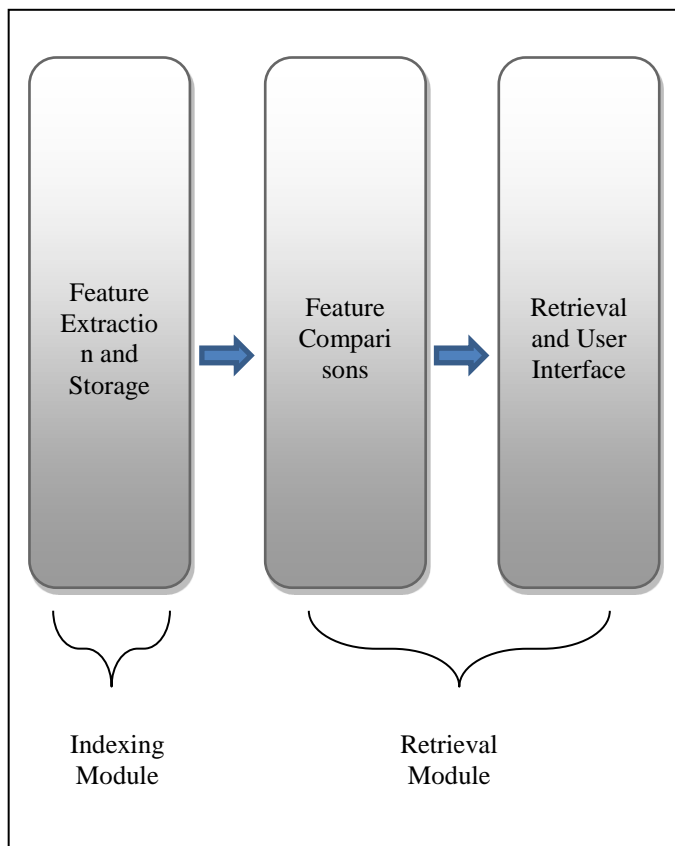 Feature
Extractio
n and
Storage
Feature
Compari
sons
Retrieval
and User
Interface
Indexing
Module
Retrieval
Module